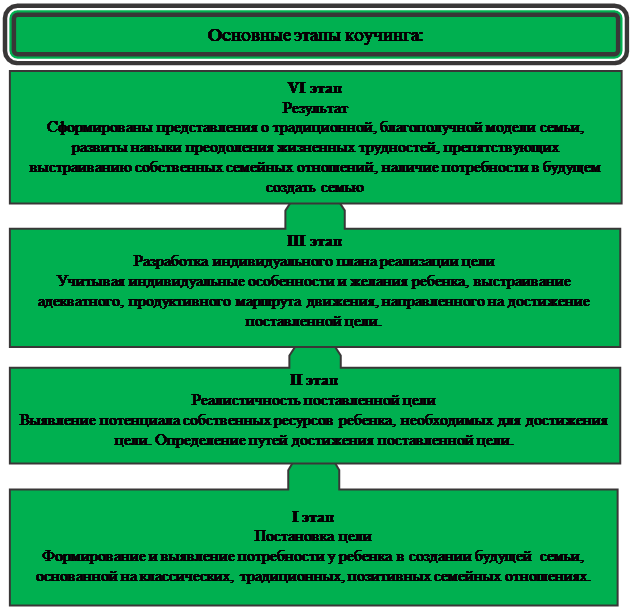 Основные этапы коучинга:
VI этап
Результат
Сформированы представления о традиционной, благополучной модели семьи,
развиты навыки преодоления жизненных трудностей, препятствующих
выстраиванию собственных семейных отношений, наличие потребности в будущем
создать семью
III этап
Разработка индивидуального плана реализации цели
Учитывая индивидуальные особенности и желания ребенка, выстраивание
адекватного, продуктивного маршрута движения, направленного на достижение
поставленной цели.
II этап
Реалистичность поставленной цели
Выявление потенциала собственных ресурсов ребенка, необходимых для достижения
цели. Определение путей достижения поставленной цели.
I этап
Постановка цели
Формирование и выявление потребности у ребенка в создании будущей семьи,
основанной на классических, традиционных, позитивных семейных отношениях.